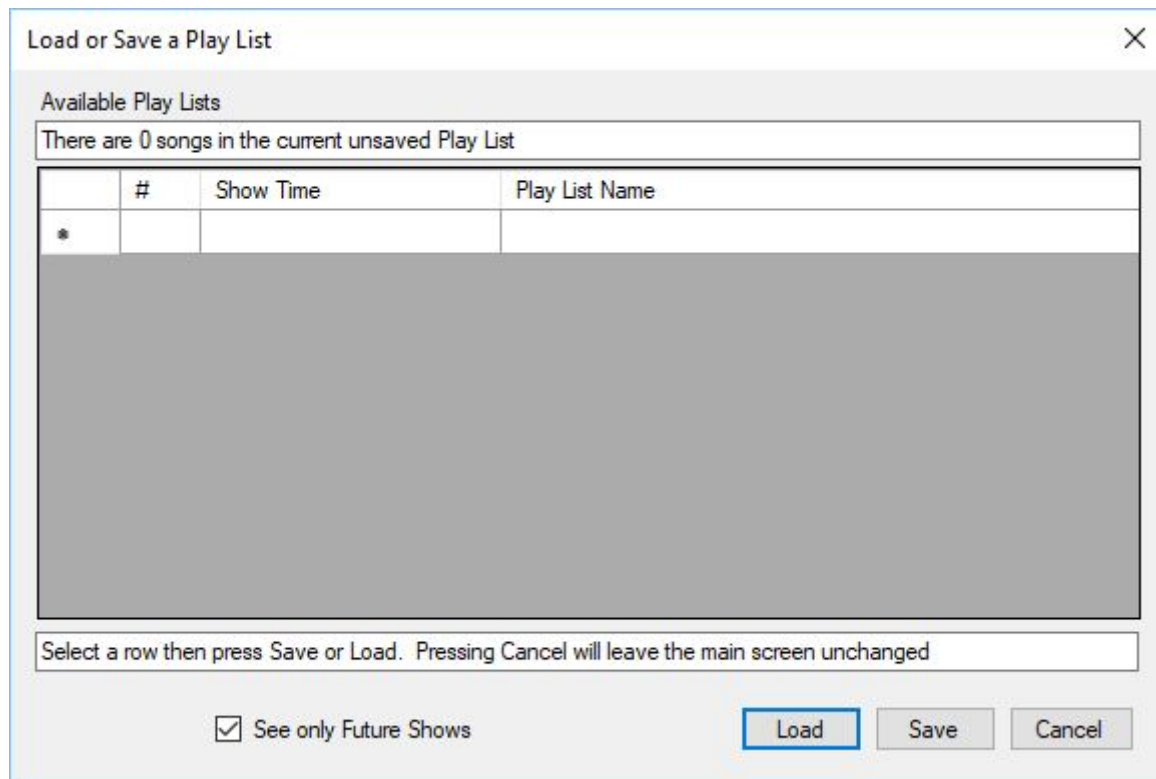 Load or Save a Play List
Available Play Lists
There are 0 songs in the current unsaved Play List
# Show Time Play List Name
*
Select a row then press Save or Load.  Pressing Cancel will leave the main screen unchanged
See only Future Shows Load Save Cancel